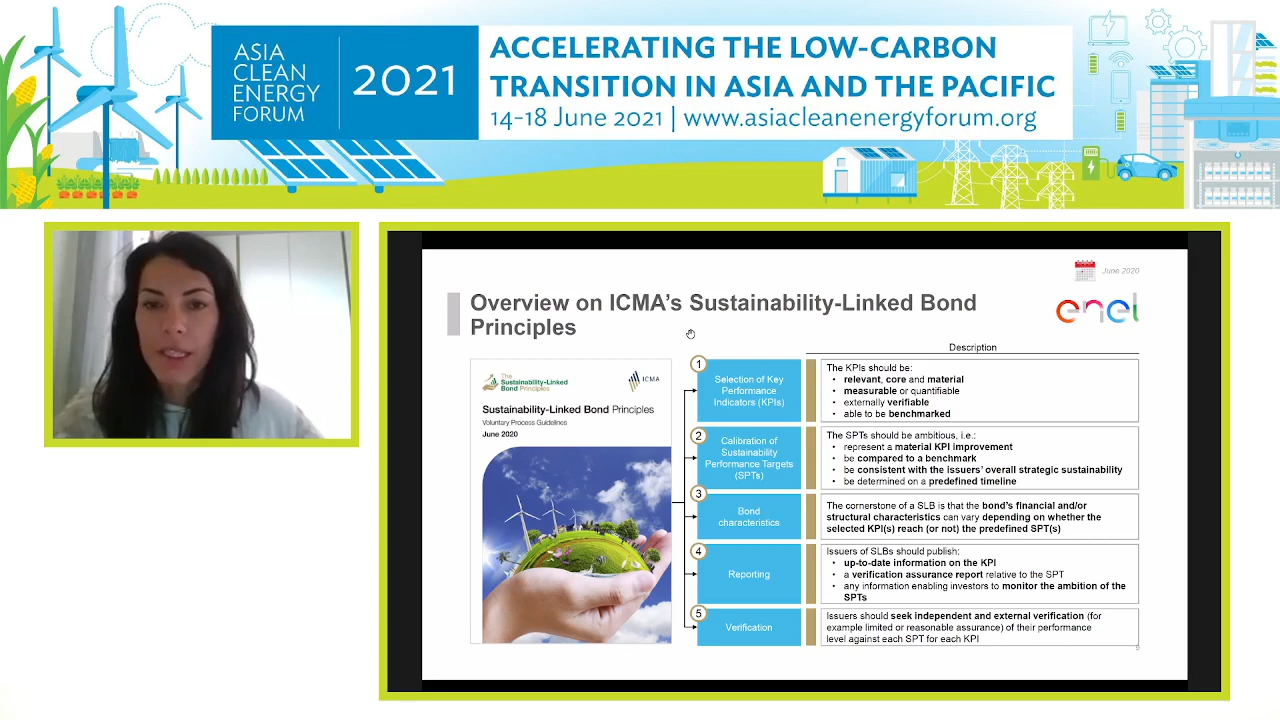 ASIA
CLEAN
ENERGY
FORUM
2021
ACCELERATING THE LOW-CARBON
TRANSITION IN ASIA AND THE PACIFIC
14-18 June 2021 | www.asiacleanenergyforum.org
June 2020
Overview on ICMA's Sustainability-Linked Bond
Principles
enel
The
Sustainability-Linked
Bond Principles
ICMA
Sustainability-Linked Bond Principles
Voluntary Process Guidelines
June 2020
Description
1
Selection of Key
Performance
Indicators (KPIs)
The KPIs should be:
• relevant, core and material
• measurable or quantifiable
• externally verifiable
• able to be benchmarked
2
Calibration of
Sustainability
Performance Targets
(SPTs)
The SPTs should be ambitious, i.e.:
• represent a material KPI improvement
• be compared to a benchmark
• be consistent with the issuers' overall strategic sustainability
• be determined on a predefined timeline
3
Bond
characteristics
The cornerstone of a SLB is that the bond's financial and/or
structural characteristics can vary depending on whether the
selected KPI(s) reach (or not) the predefined SPT(s)
4
Reporting
Issuers of SLBs should publish:
• up-to-date information on the KPI
• a verification assurance report relative to the SPT
• any information enabling investors to monitor the ambition of the
SPTs
5
Verification
Issuers should seek independent and external verification (for
example limited or reasonable assurance) of their performance
level against each SPT for each KPI